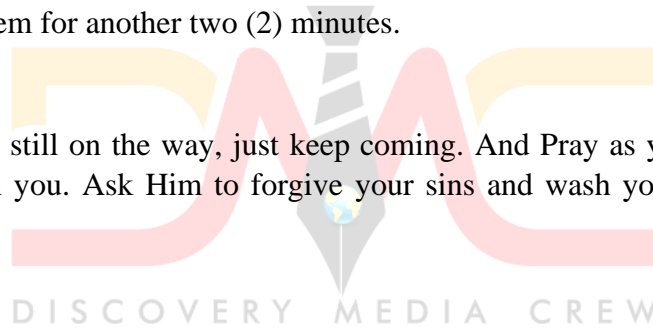 em for another two (2) minutes.
still on the way, just keep coming. And Pray as y
you. Ask Him to forgive your sins and wash yo
DISCOVERY MEDIA CREW